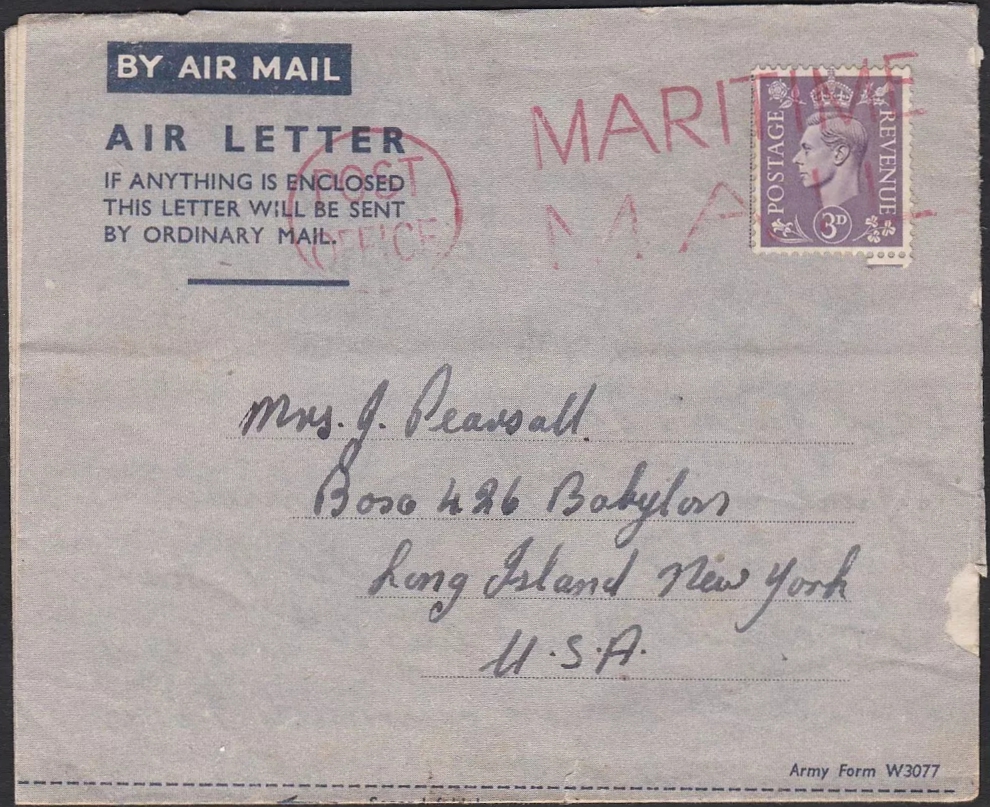 BY AIR MAIL
AIR LETTER
IF ANYTHING IS ENCLOSED
THIS LETTER WILL BE SENT
BY ORDINARY MAIL.
POST
OFFICE
MARITIME
MAIL
POSTAGE
REVENUE
3D
Mrs. J. Pearsall
Box 426 Babylon
Long Island New York
U.S.A.
Army Form W3077